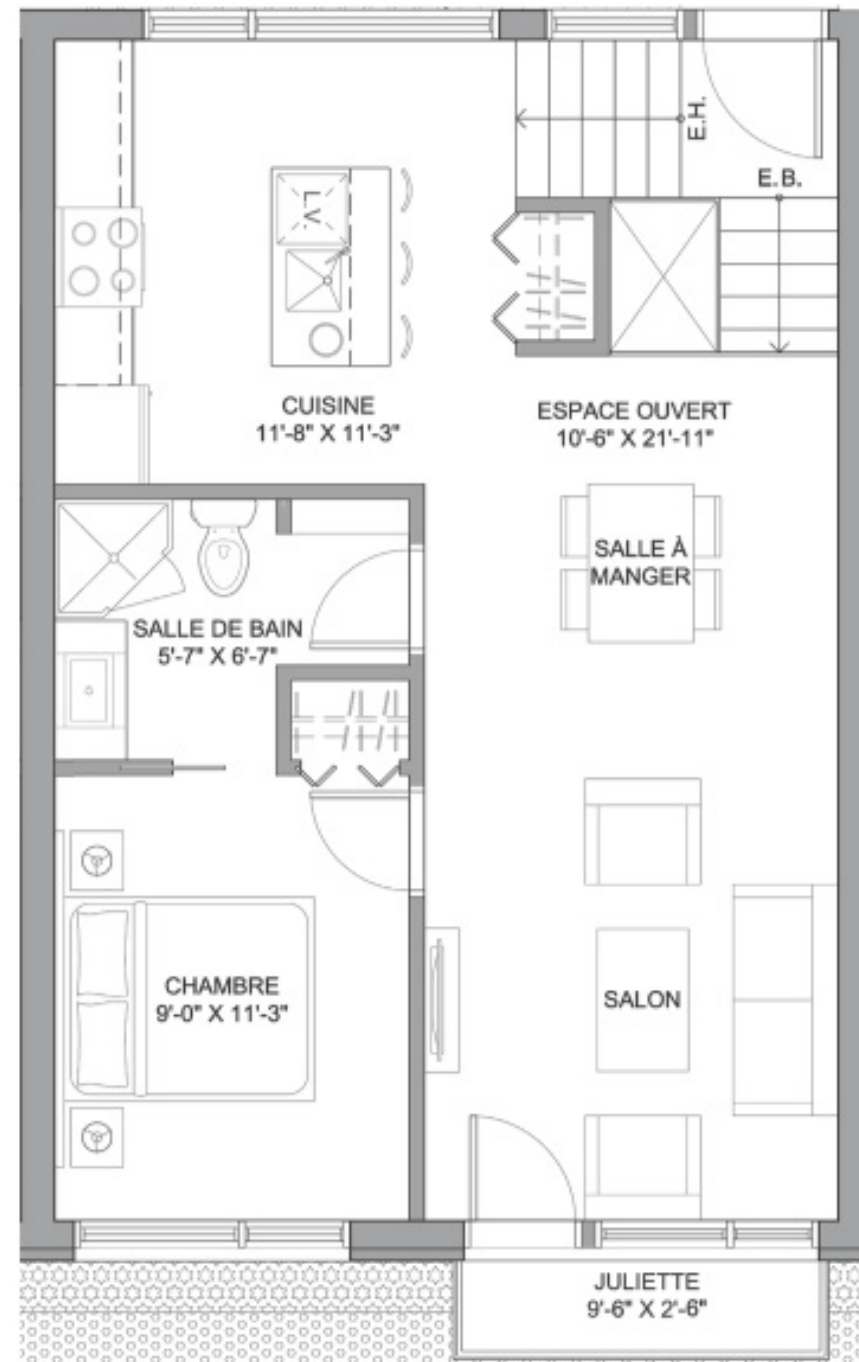 E.H.
E.B.
LV.
CUISINE
11'-8" X 11'-3"
ESPACE OUVERT
10'-6" X 21'-11"
SALLE À
MANGER
SALLE DE BAIN
5'-7" X 6'-7"
CHAMBRE
9'-0" X 11'-3"
SALON
JULIETTE
9'-6" X 2'-6"